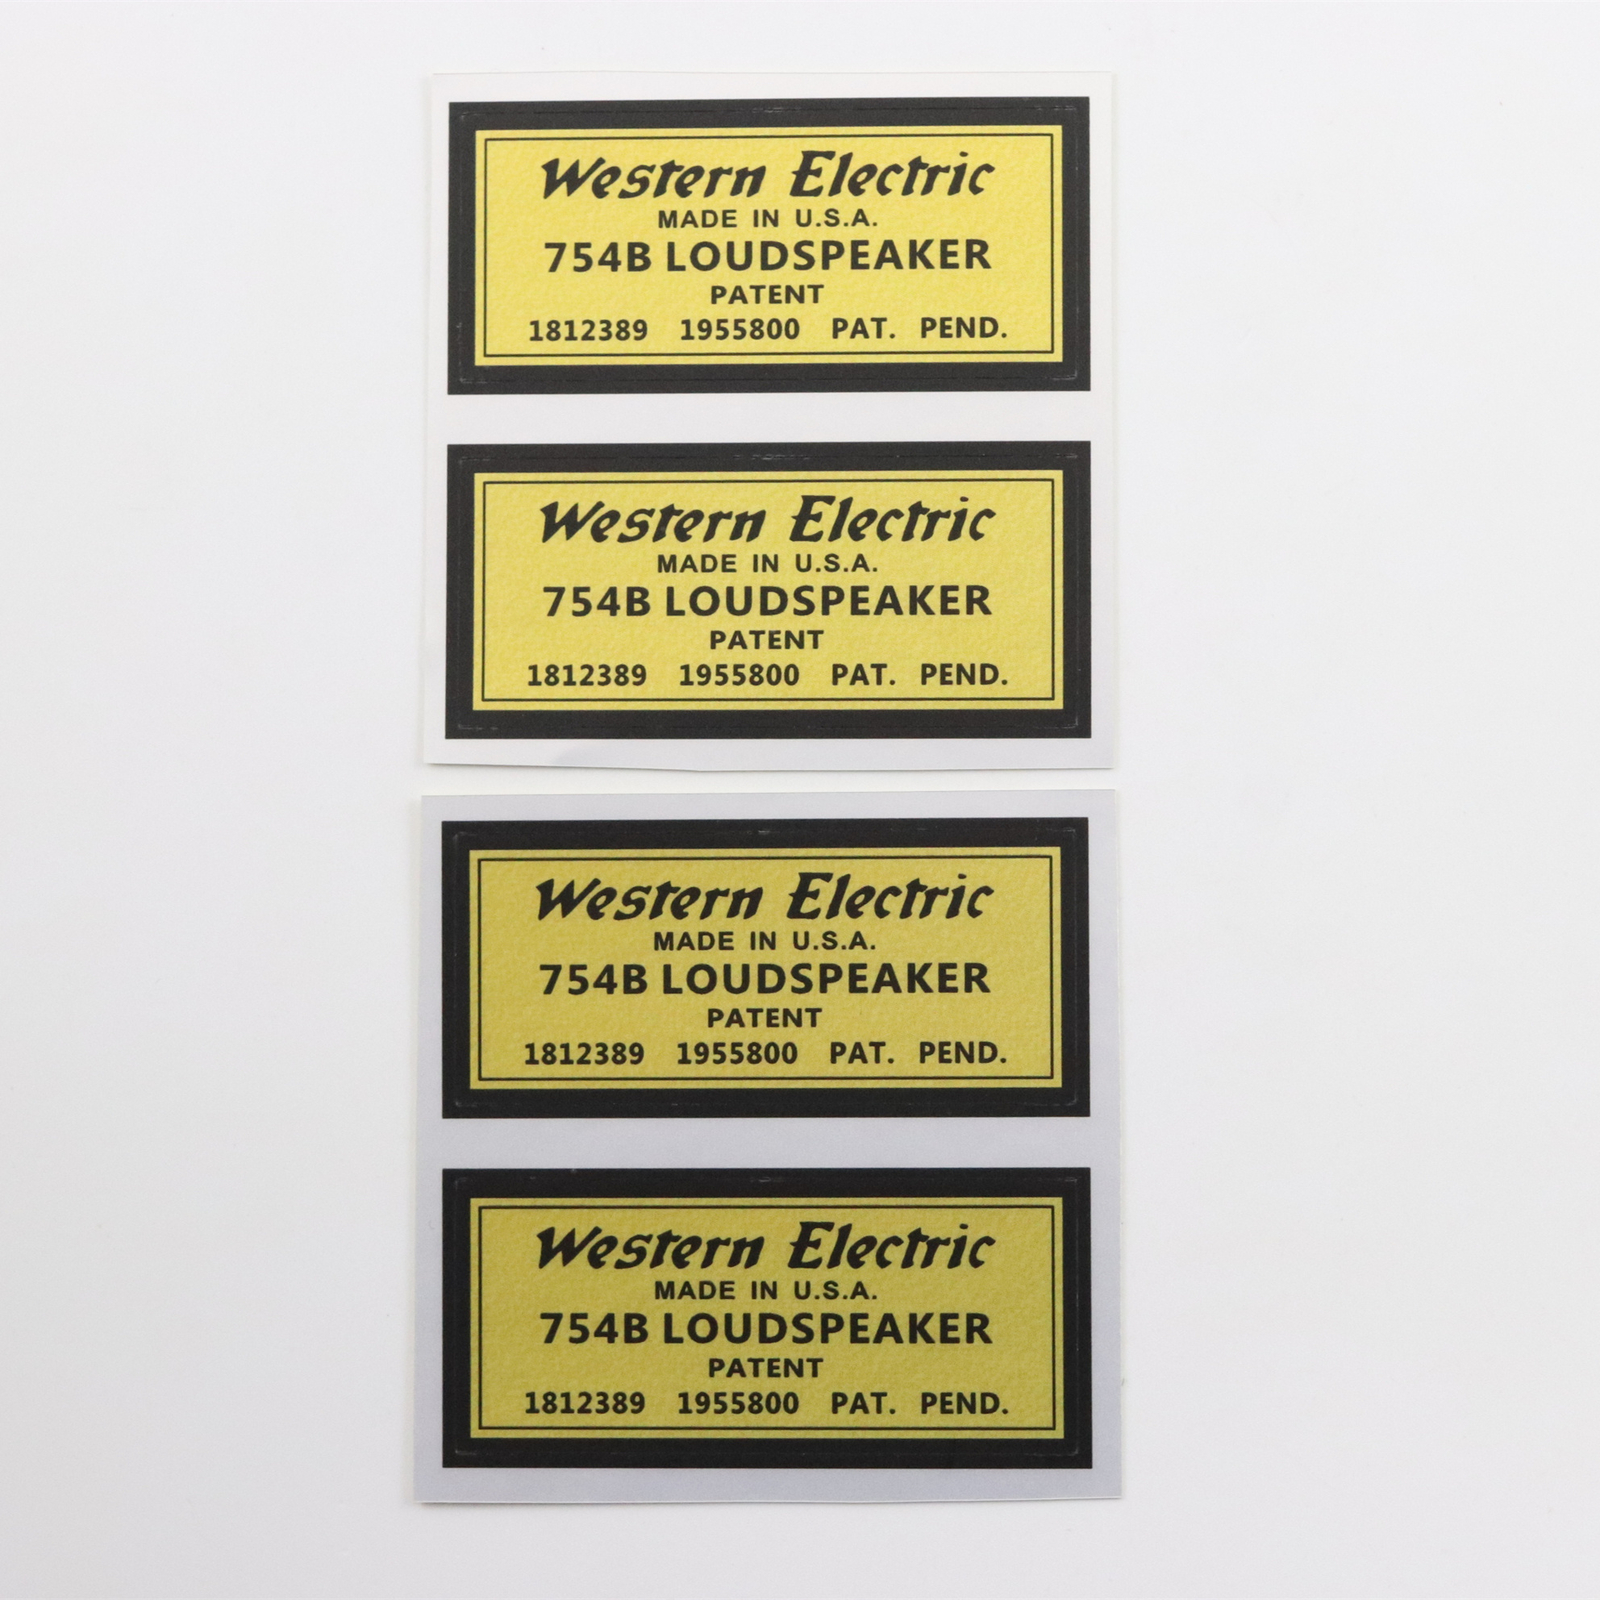 Western Electric
MADE IN U.S.A.
754B LOUDSPEAKER
PATENT
1812389 1955800 PAT. PEND.
Western Electric
MADE IN U.S.A.
754B LOUDSPEAKER
PATENT
1812389 1955800 PAT. PEND.
Western Electric
MADE IN U.S.A.
754B LOUDSPEAKER
PATENT
1812389 1955800 PAT. PEND.
Western Electric
MADE IN U.S.A.
754B LOUDSPEAKER
PATENT
1812389 1955800 PAT. PEND.